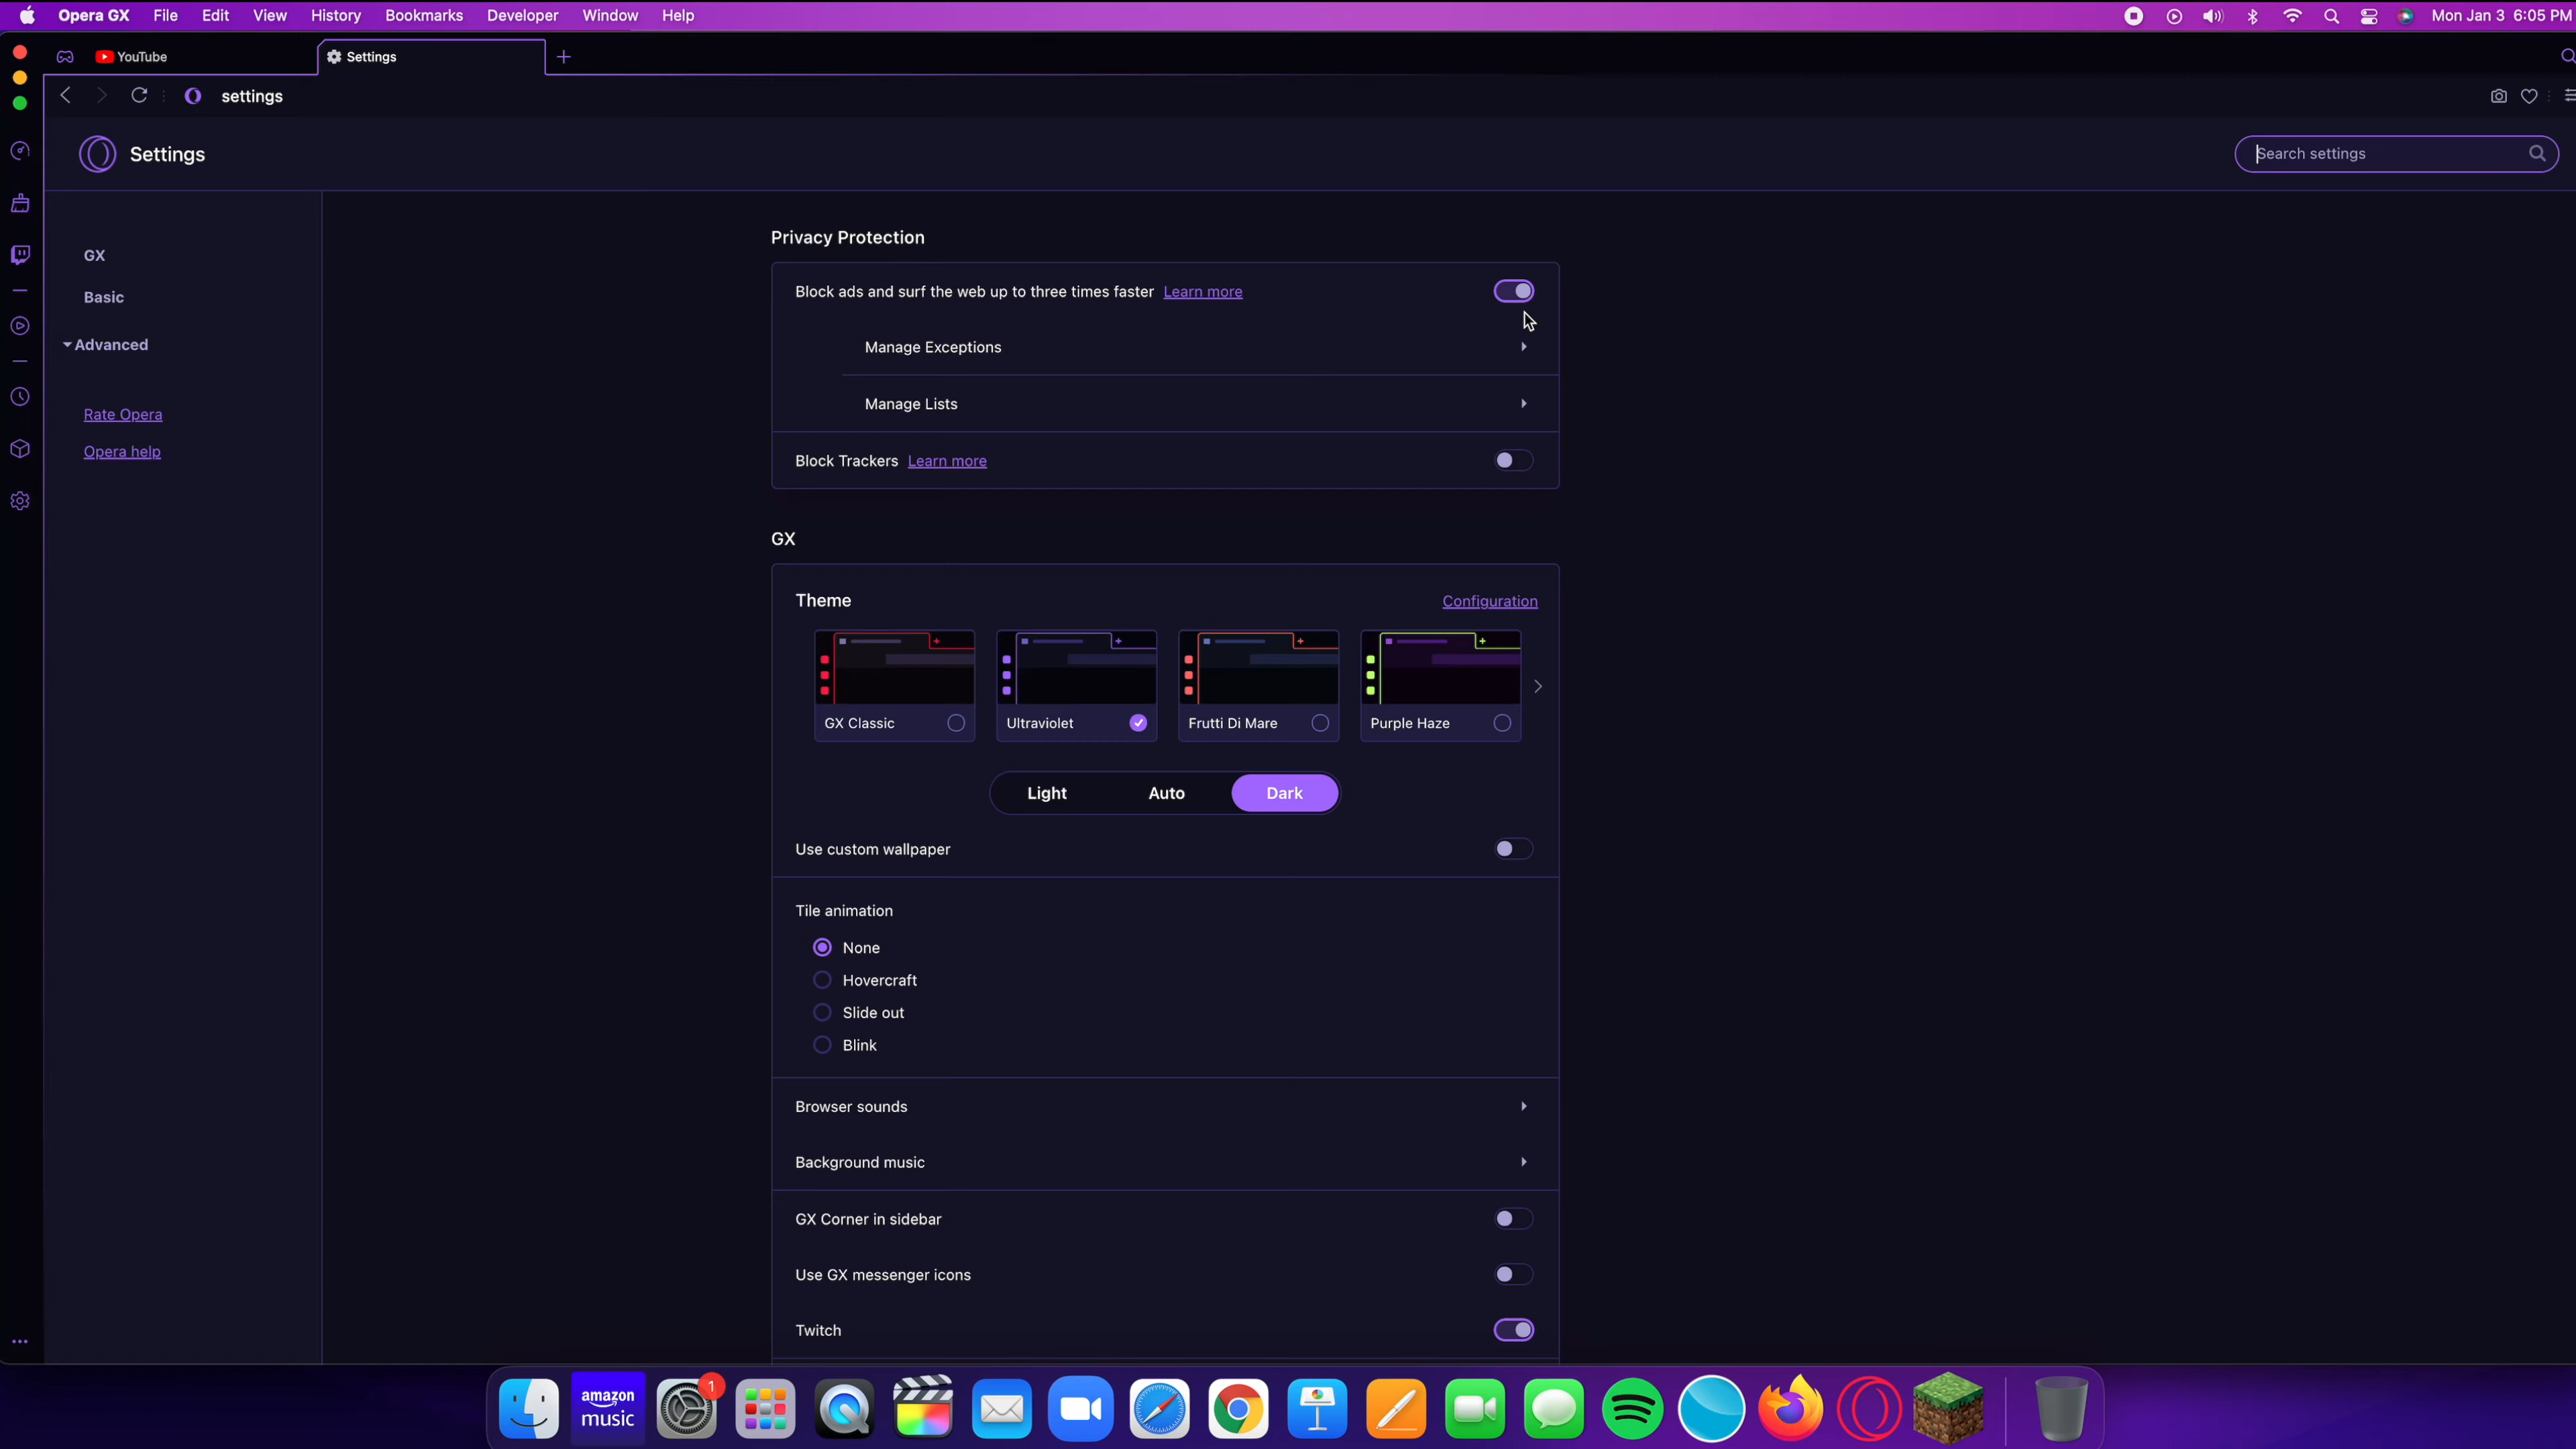 Opera GX File Edit View History Bookmarks Developer Window Help Mon Jan 3 6:05 PM
YouTube Settings
settings
Settings Search settings
GX
Basic
Advanced
Rate Opera
Opera help
Privacy Protection
Block ads and surf the web up to three times faster Learn more
Manage Exceptions
Manage Lists
Block Trackers Learn more
GX
Theme Configuration
GX Classic Ultraviolet Frutti Di Mare Purple Haze
Light Auto Dark
Use custom wallpaper
Tile animation
None
Hovercraft
Slide out
Blink
Browser sounds
Background music
GX Corner in sidebar
Use GX messenger icons
Twitch
1
amazon
music